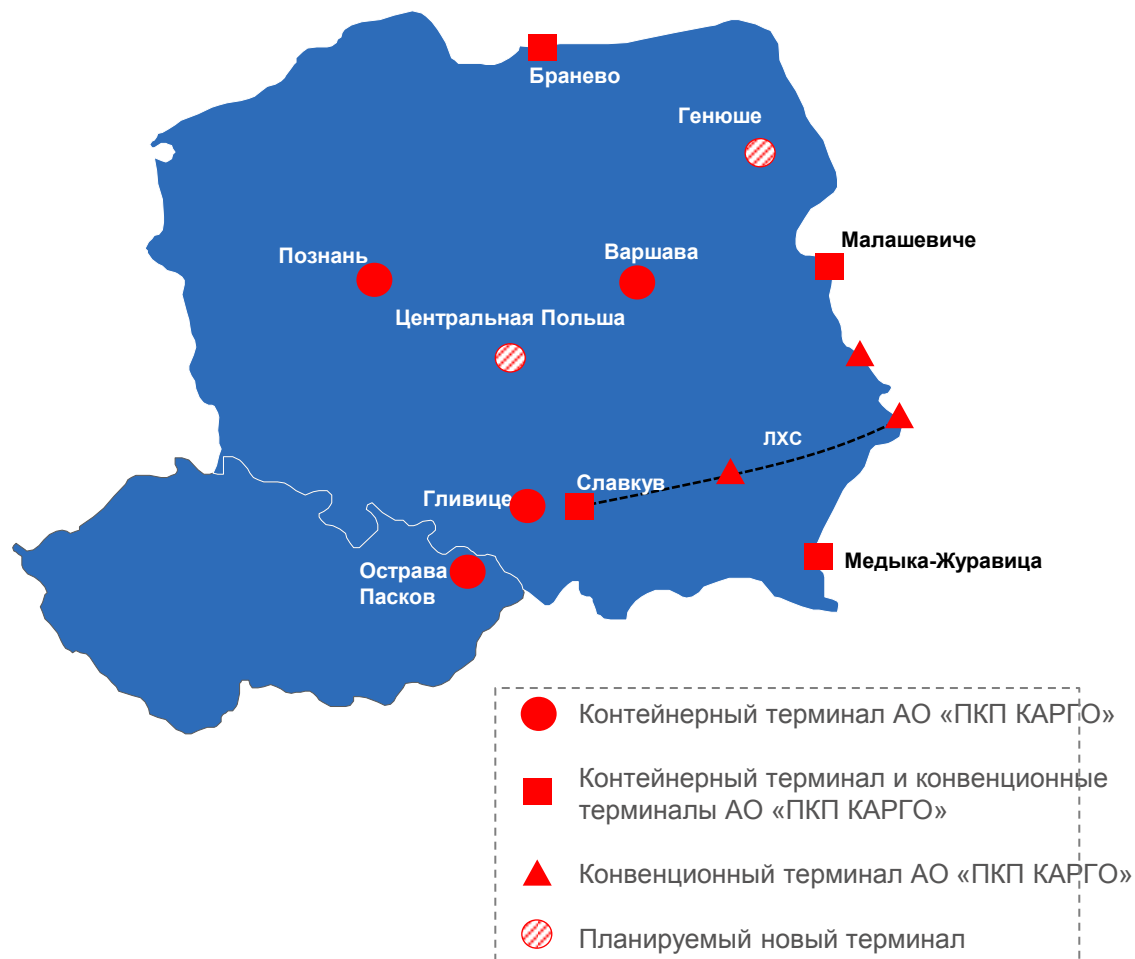 Бранево
Генюше
Малашевиче
Познань
Варшава
Центральная Польша
ЛХС
Славкув
Гливице
Острава
Пасков
Медыка-Журавица
Контейнерный терминал АО «ПКП КАРГО»
Контейнерный терминал и конвенционные
терминалы АО «ПКП КАРГО»
Конвенционный терминал АО «ПКП КАРГО»
Планируемый новый терминал